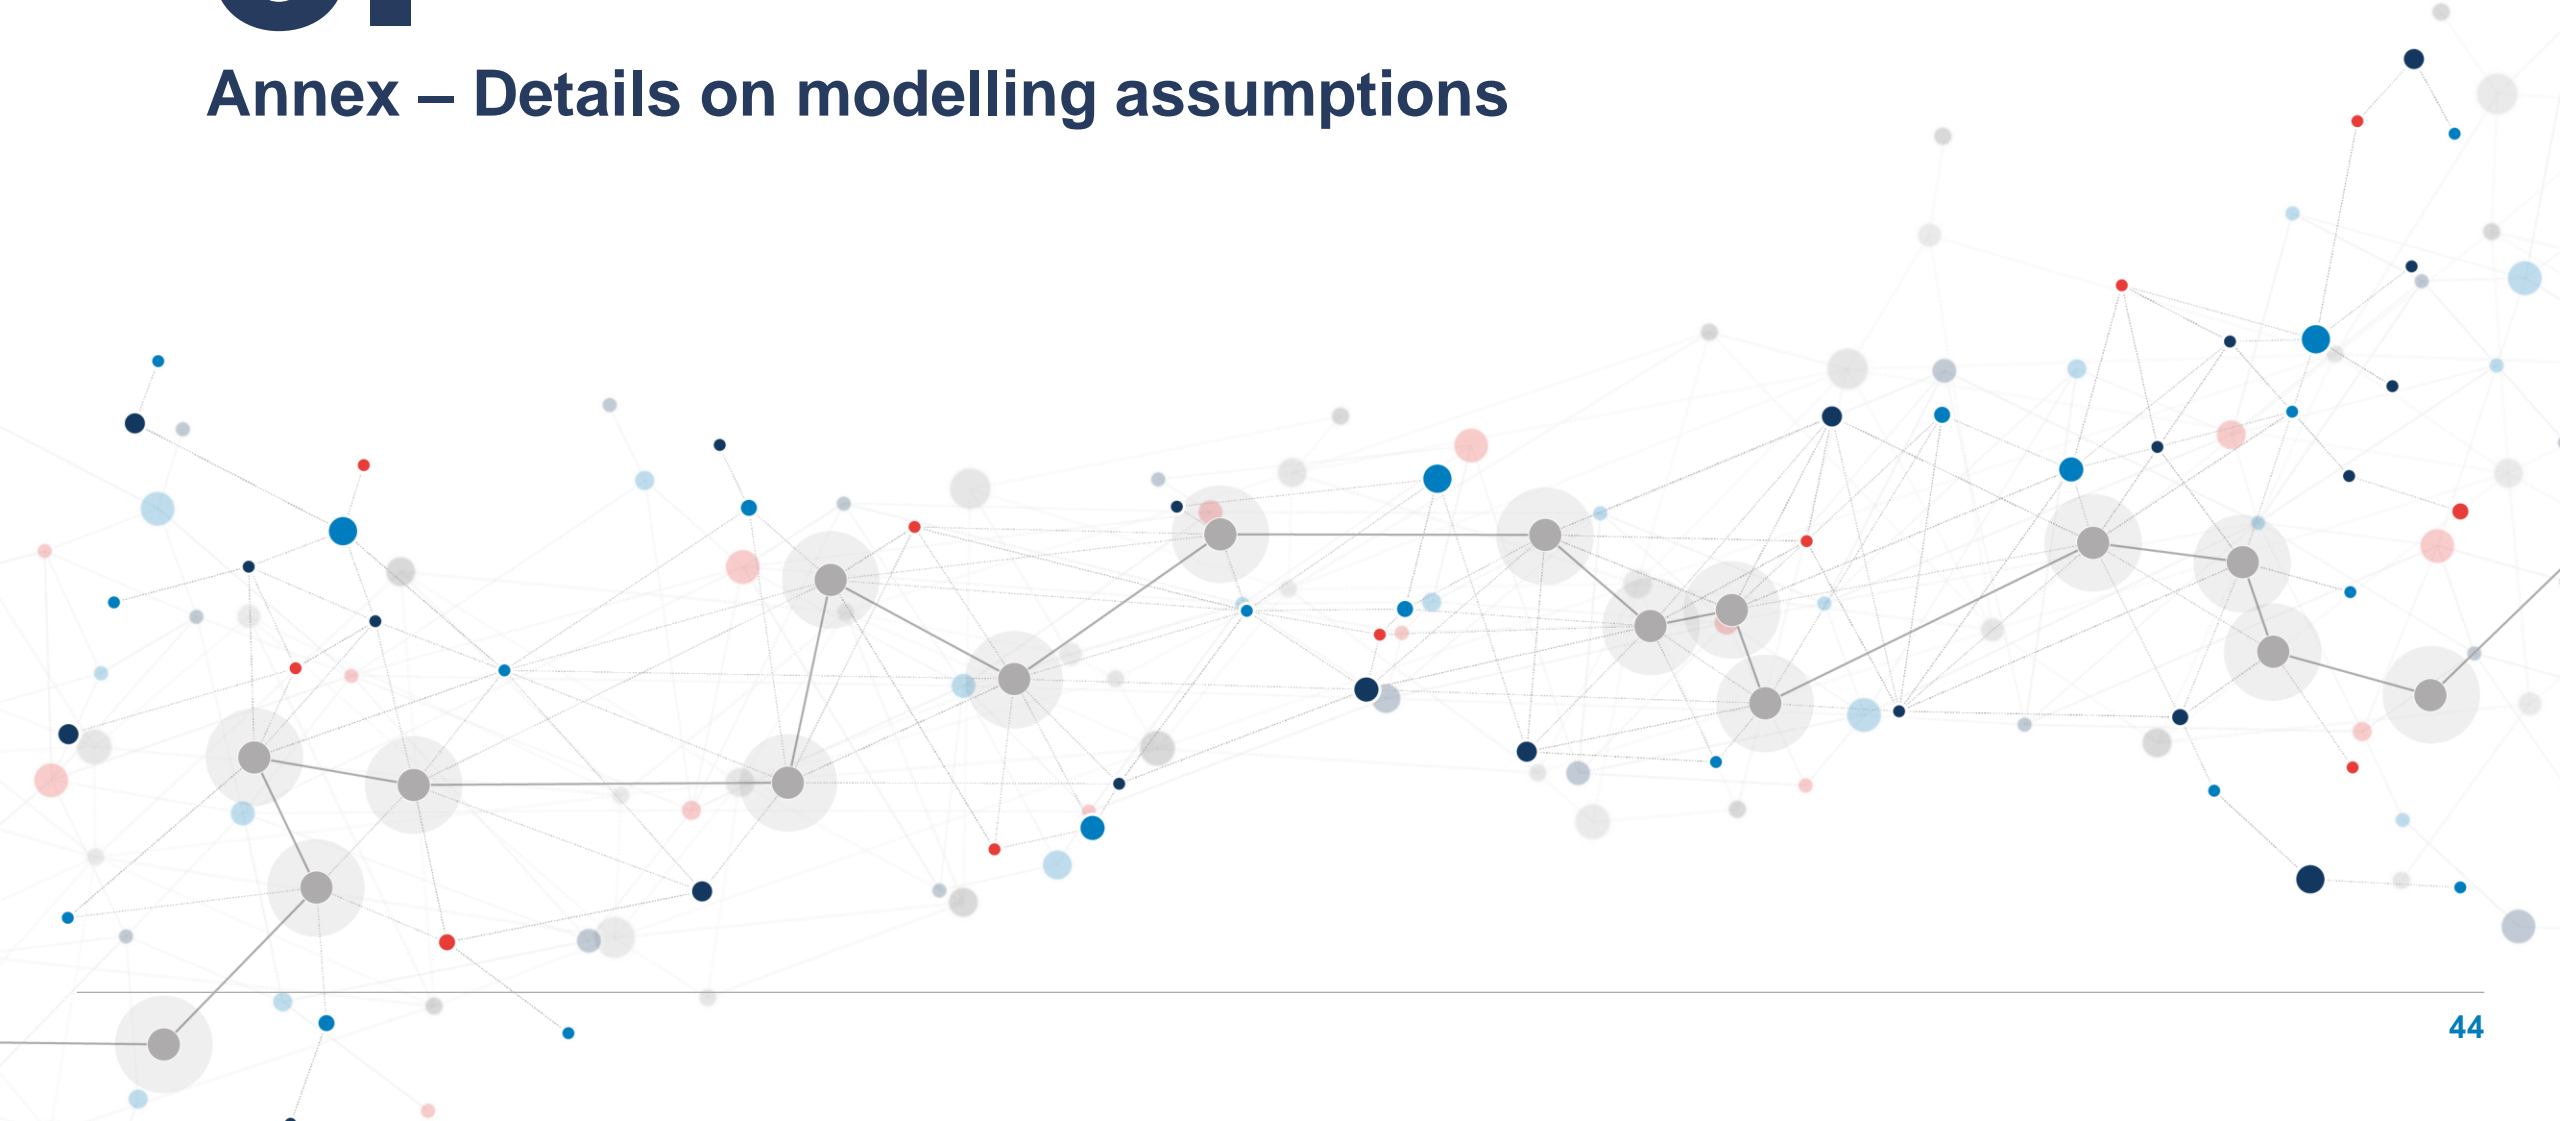 Annex – Details on modelling assumptions
44